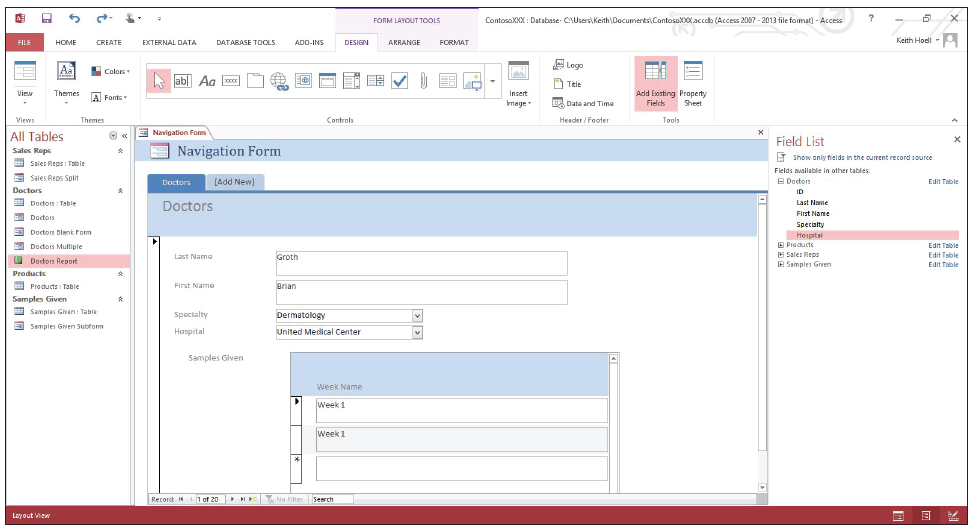 FORM LAYOUT TOOLS
ContosoXXX : Database- C:\Users\Keith\Documents\ContosoXXX.accdb (Access 2007 - 2013 file format) - Access
FILE HOME CREATE EXTERNAL DATA DATABASE TOOLS ADD-INS DESIGN ARRANGE FORMAT
Keith Hoell
View
Themes
Colors
Fonts
Aa
ab|
Aa
xxxx
Insert
Image
Logo
Title
Date and Time
Add Existing
Fields
Property
Sheet
Views Themes Controls Header / Footer Tools
All Tables
Sales Reps
Sales Reps : Table
Sales Reps Split
Doctors
Doctors : Table
Doctors
Doctors Blank Form
Doctors Multiple
Doctors Report
Products
Products : Table
Samples Given
Samples Given : Table
Samples Given Subform
Navigation Form
Navigation Form
Doctors [Add New]
Doctors
Last Name Groth
First Name Brian
Specialty Dermatology
Hospital United Medical Center
Samples Given
Week Name
Week 1
Week 1
Record: 1 of 20 No Filter Search
Field List
Show only fields in the current record source
Fields available in other tables:
Doctors Edit Table
ID
Last Name
First Name
Specialty
Hospital
Products Edit Table
Sales Reps Edit Table
Samples Given Edit Table
Layout View